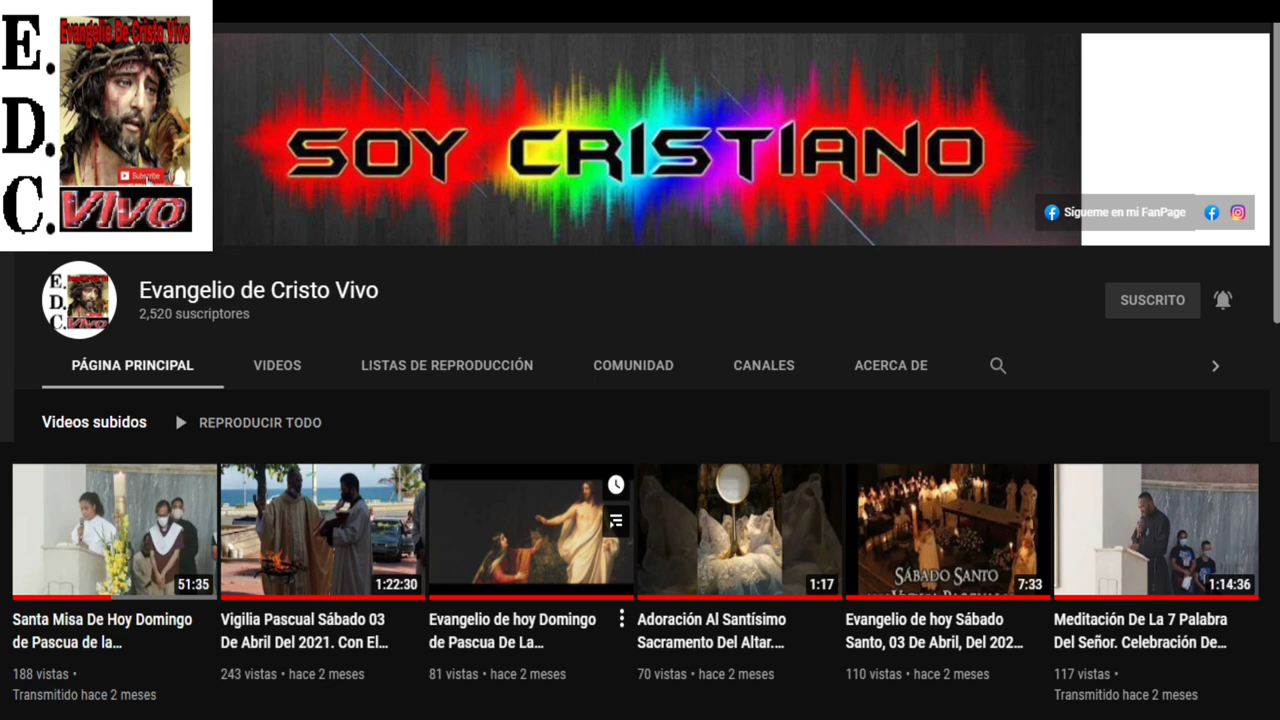 E.
D.
C.
Evangelio De Cristo Vivo
Subscribe
Vivo
SOY CRISTIANO
Sígueme en mi FanPage
E.
D.
C.
Vivo
Evangelio de Cristo Vivo
2,520 suscriptores
SUSCRITO
PÁGINA PRINCIPAL
VIDEOS
LISTAS DE REPRODUCCIÓN
COMUNIDAD
CANALES
ACERCA DE
Videos subidos
REPRODUCIR TODO
51:35
1:22:30
1:17
SÁBADO SANTO
7:33
1:14:36
Santa Misa De Hoy Domingo
de Pascua de la...
188 vistas •
Transmitido hace 2 meses
Vigilia Pascual Sábado 03
De Abril Del 2021. Con El...
243 vistas • hace 2 meses
Evangelio de hoy Domingo
de Pascua De La...
81 vistas • hace 2 meses
Adoración Al Santísimo
Sacramento Del Altar....
70 vistas • hace 2 meses
Evangelio de hoy Sábado
Santo, 03 De Abril, Del 202...
110 vistas • hace 2 meses
Meditación De La 7 Palabra
Del Señor. Celebración De...
117 vistas •
Transmitido hace 2 meses